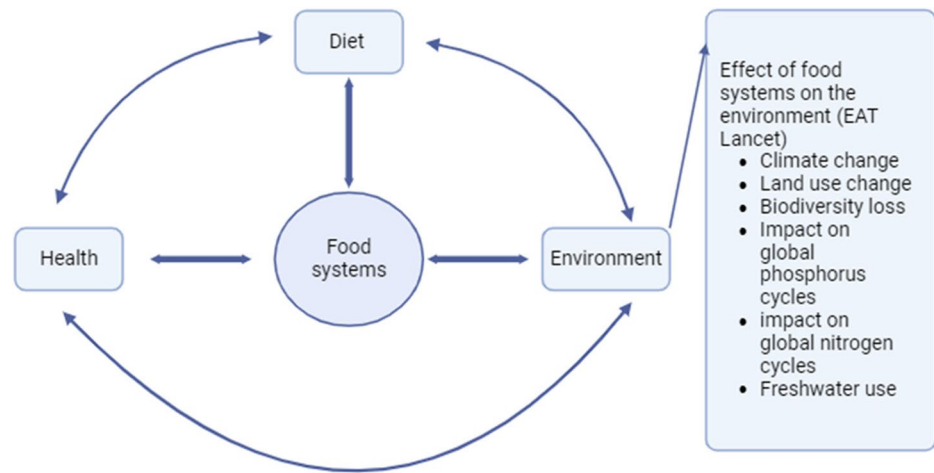 Diet
Effect of food
systems on the
environment (EAT
Lancet)
• Climate change
• Land use change
• Biodiversity loss
• Impact on
global
phosphorus
cycles
• impact on
global nitrogen
cycles
• Freshwater use
Health
Food
systems
Environment